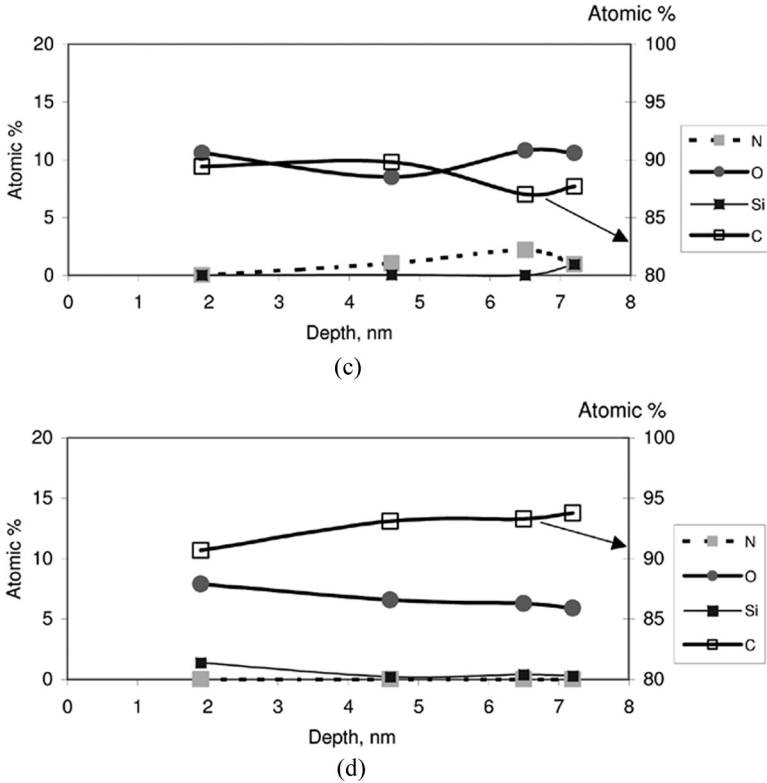 Atomic %
20 100
15 95
10 90
5 85
0 80
Atomic %
0 1 2 3 4 5 6 7 8
Depth, nm
N
O
Si
C
(c)
Atomic %
20 100
15 95
10 90
5 85
0 80
Atomic %
0 1 2 3 4 5 6 7 8
Depth, nm
N
O
Si
C
(d)